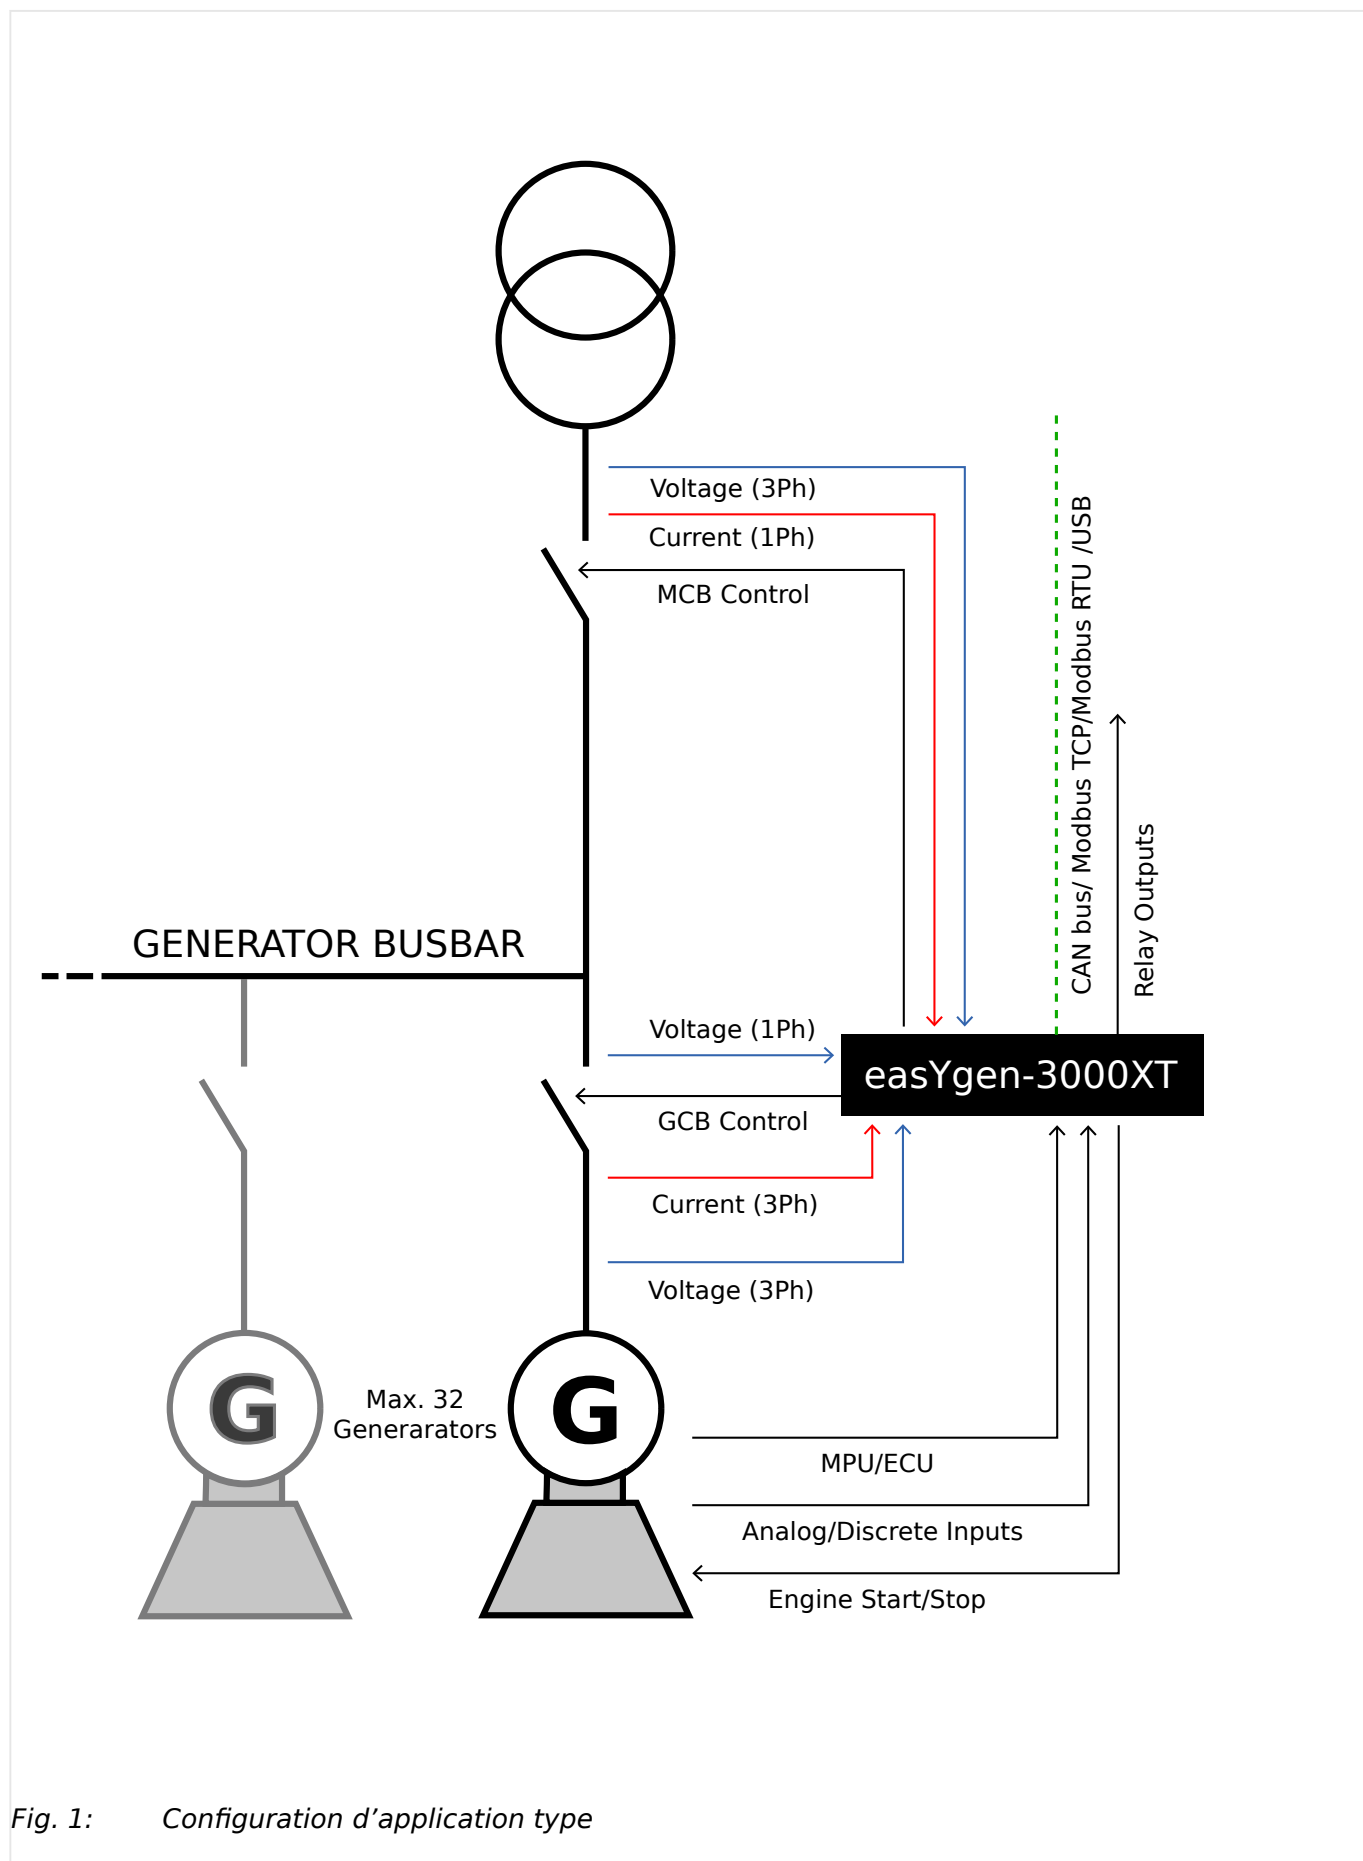 Voltage (3Ph)
Current (1Ph)
MCB Control
CAN bus/ Modbus TCP/Modbus RTU /USB
Relay Outputs
GENERATOR BUSBAR
Voltage (1Ph)
easYgen-3000XT
GCB Control
Current (3Ph)
Voltage (3Ph)
G
Max. 32
Generarators
G
MPU/ECU
Analog/Discrete Inputs
Engine Start/Stop
Fig. 1: Configuration d’application type